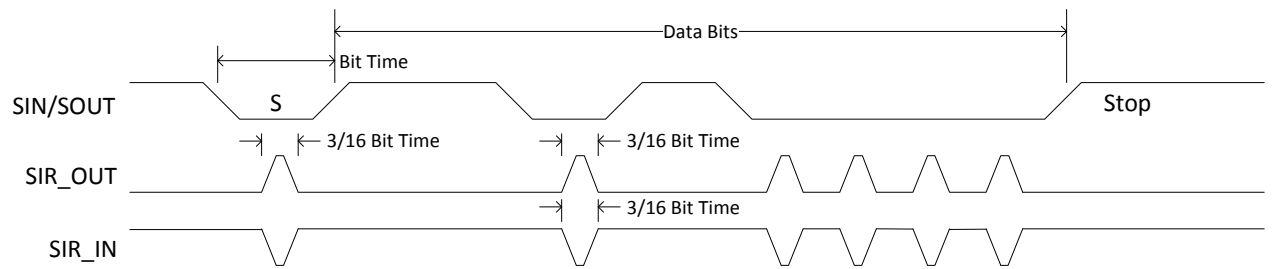 Data Bits
Bit Time
SIN/SOUT
S
Stop
3/16 Bit Time
3/16 Bit Time
SIR_OUT
3/16 Bit Time
SIR_IN